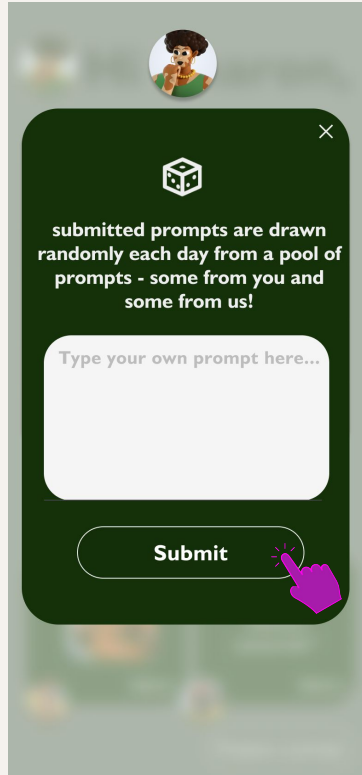 submitted prompts are drawn
randomly each day from a pool of
prompts - some from you and
some from us!
Type your own prompt here...
Submit